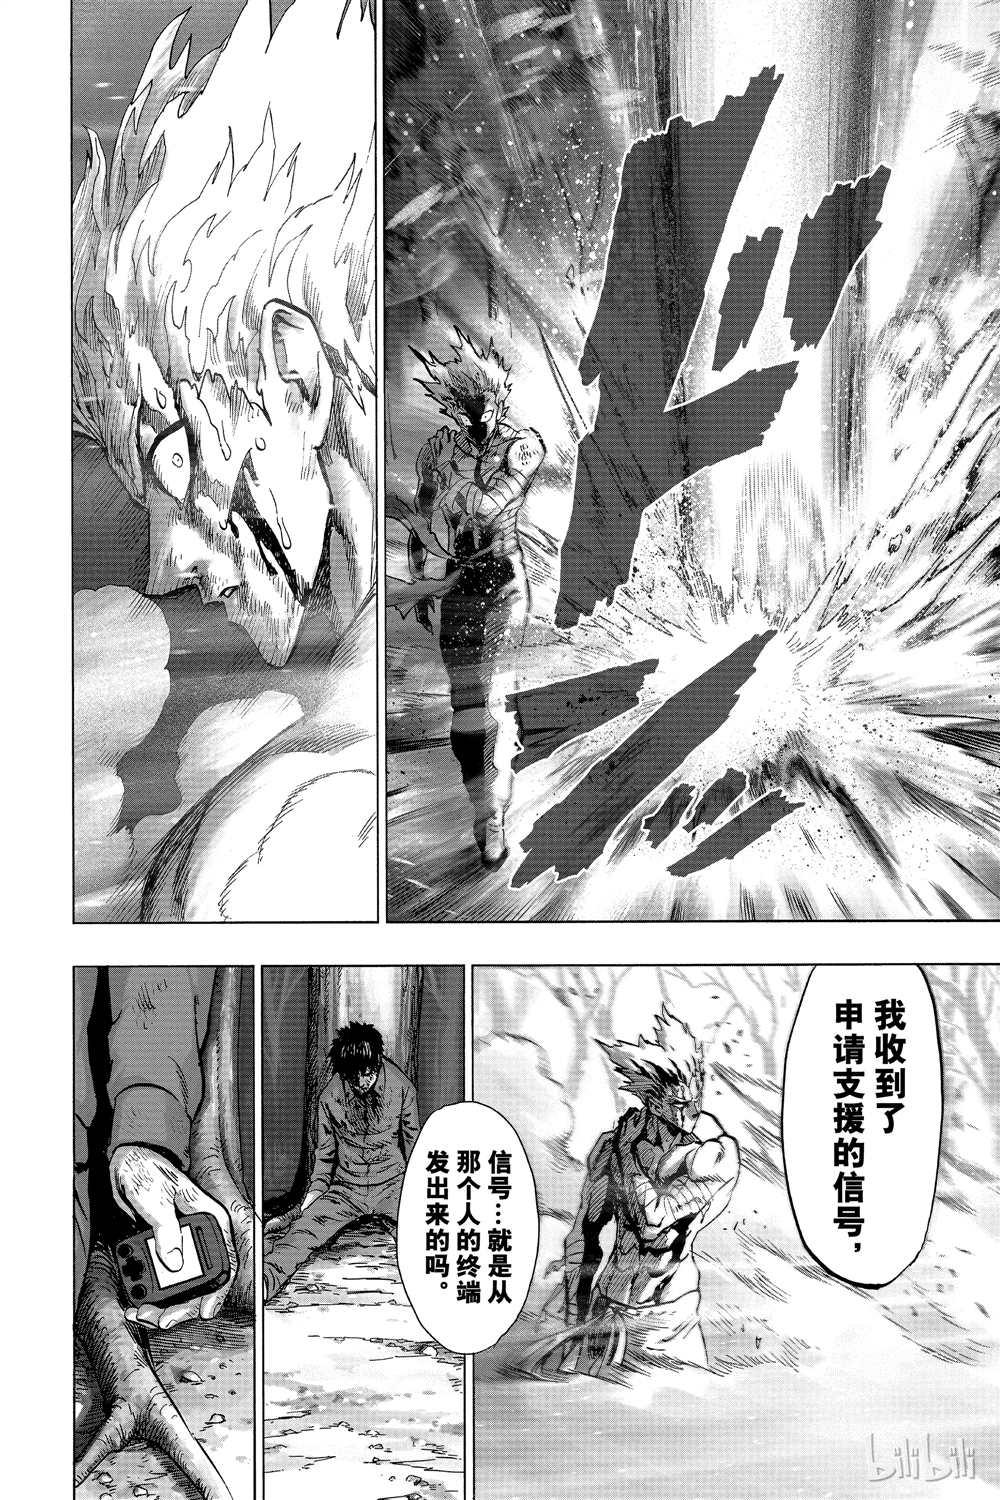 我收到了
申请支援的信号，
信号…就是从
那个人的终端
发出来的吗。
bilibili